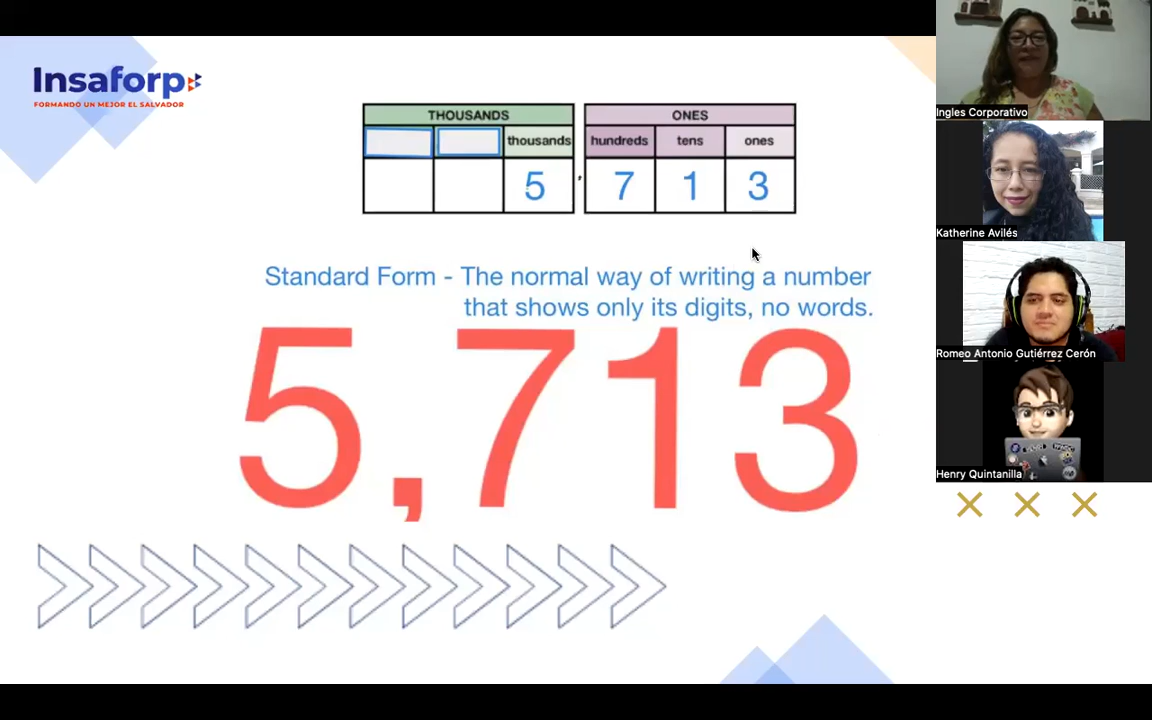 Insaforp
FORMANDO UN MEJOR EL SALVADOR
THOUSANDS
ONES
thousands
hundreds
tens
ones
5 , 7 1 3
Standard Form - The normal way of writing a number
that shows only its digits, no words.
5,713
Ingles Corporativo
Katherine Avilés
Romeo Antonio Gutiérrez Cerón
Henry Quintanilla